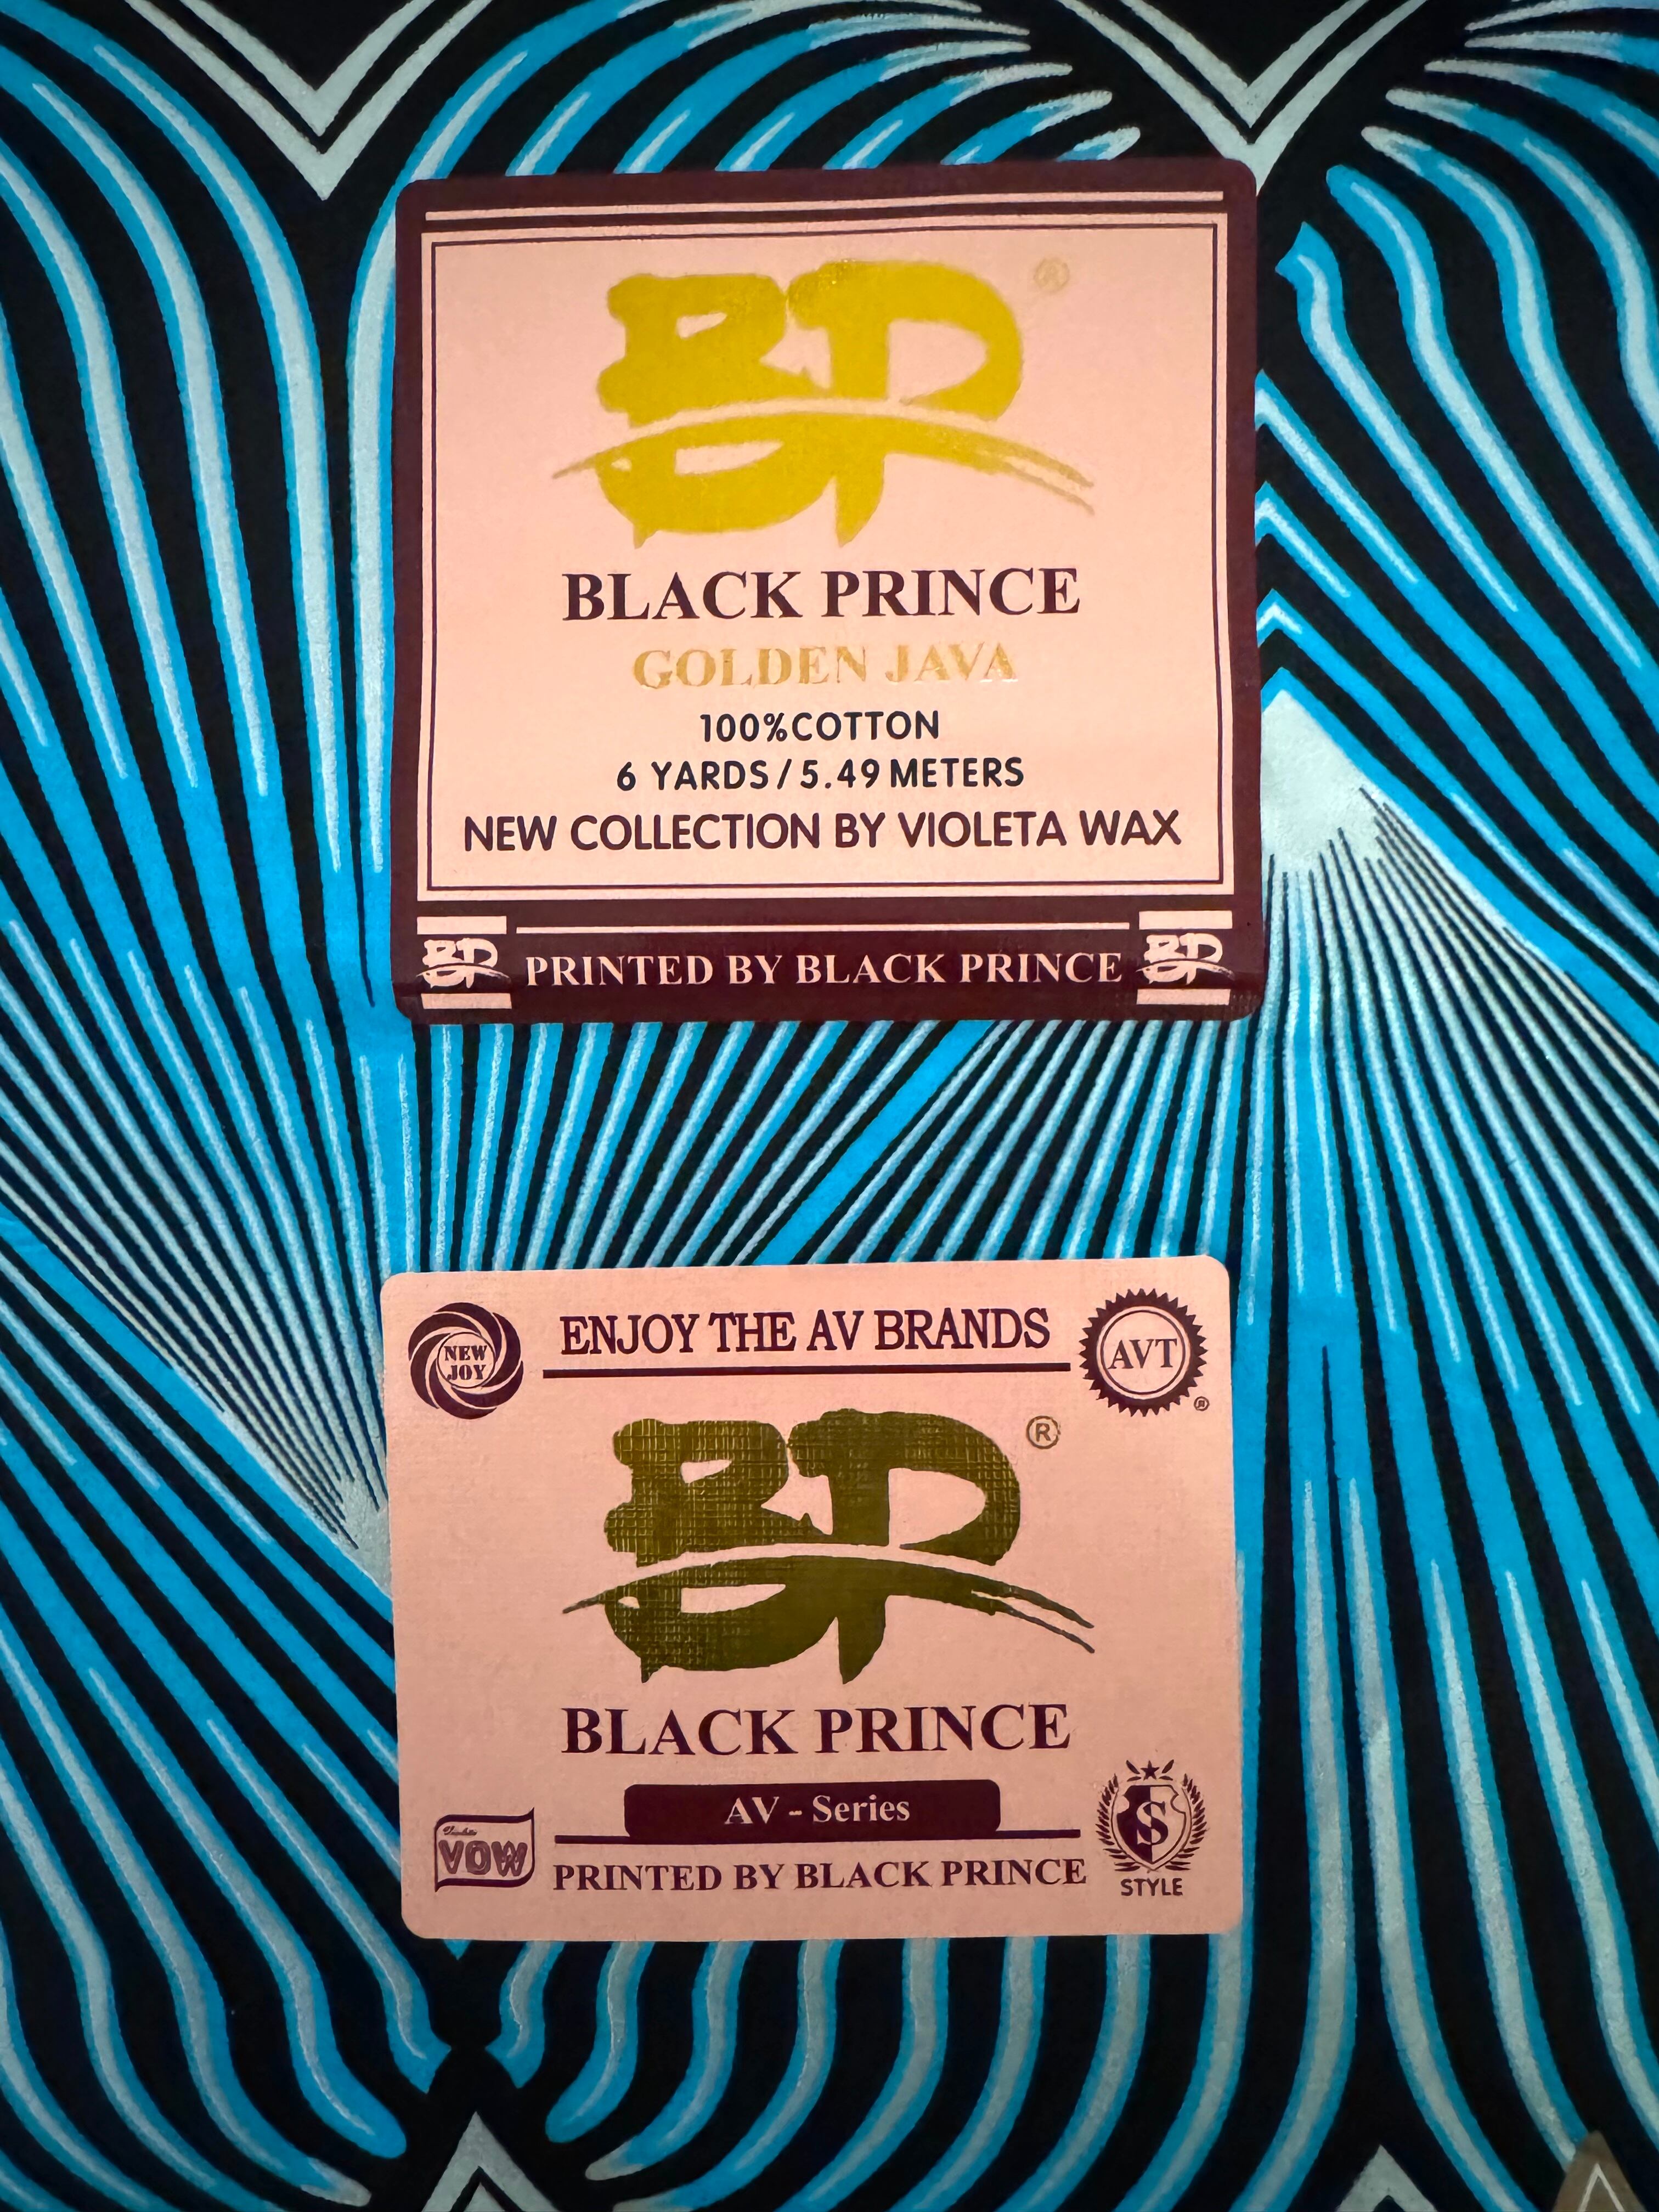 BP ®
BLACK PRINCE
GOLDEN JAVA
100%COTTON
6 YARDS/5.49 METERS
NEW COLLECTION BY VIOLETA WAX
BP PRINTED BY BLACK PRINCE BP
NEW
JOY
ENJOY THE AV BRANDS
AVT
®
BP ®
BLACK PRINCE
AV - Series
VOW
PRINTED BY BLACK PRINCE
S
STYLE